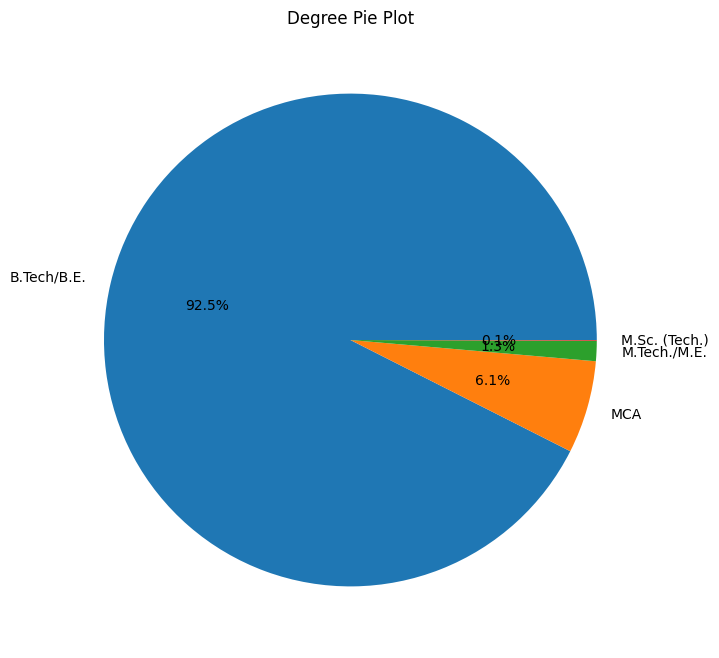 Degree Pie Plot
B.Tech/B.E.
92.5%
0.1%
M.Sc. (Tech.)
1.3%
M.Tech./M.E.
6.1%
MCA